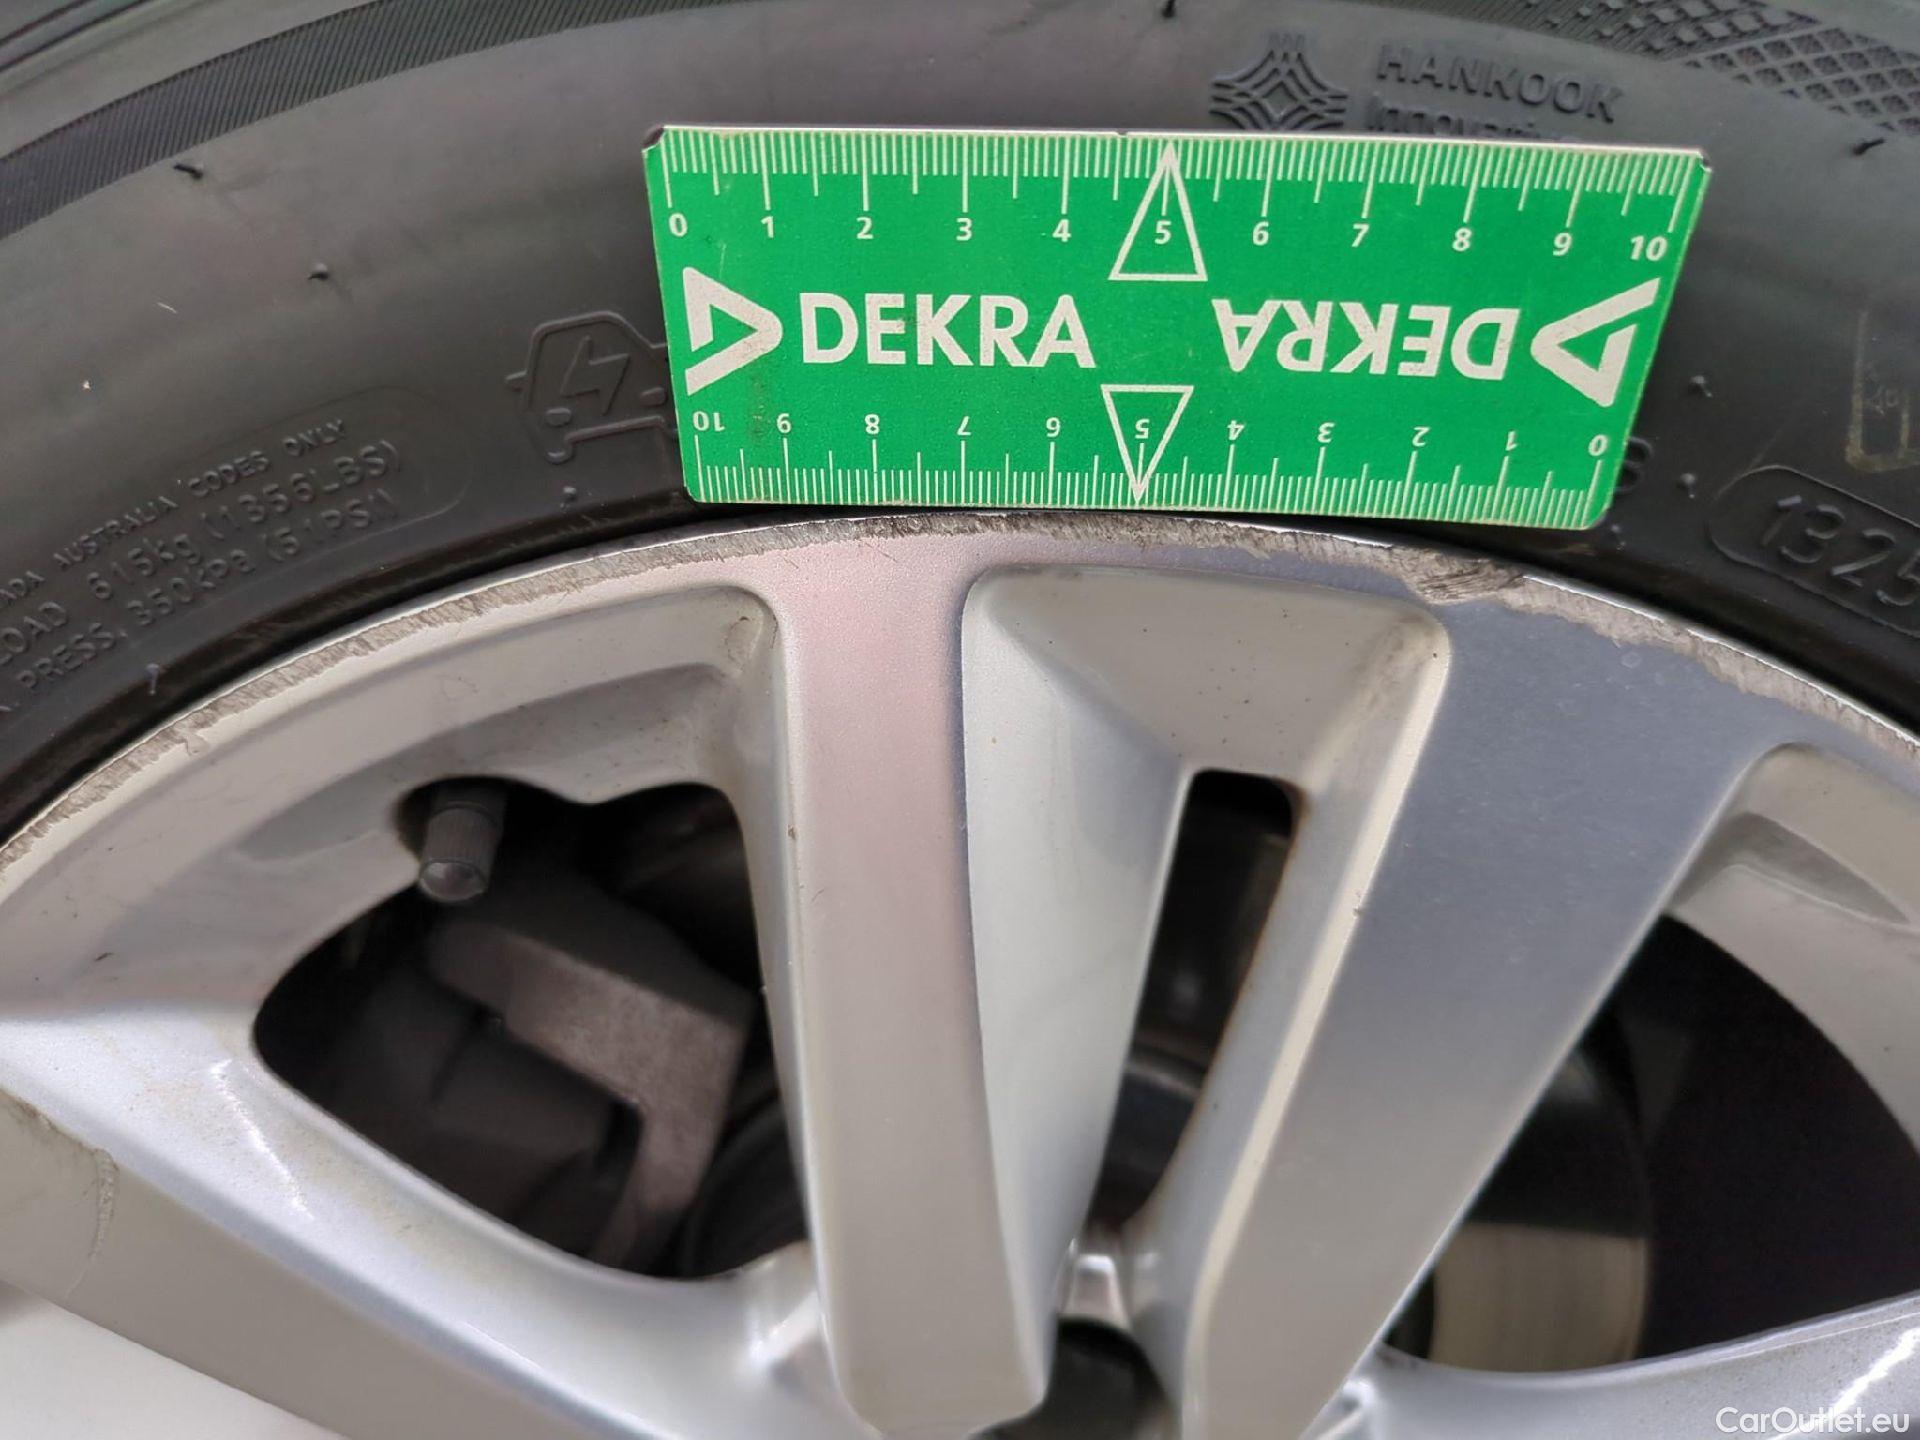 HANKOOK
0 1 2 3 4 5 6 7 8 9 10
DEKRA DEKRA
10 9 8 7 6 5 4 3 2 1 0
AUSTRALIA CODES ONLY
LOAD 615kg (1356LBS)
PRESS. 350kPa (51PSI)
1325
CarOutlet.eu